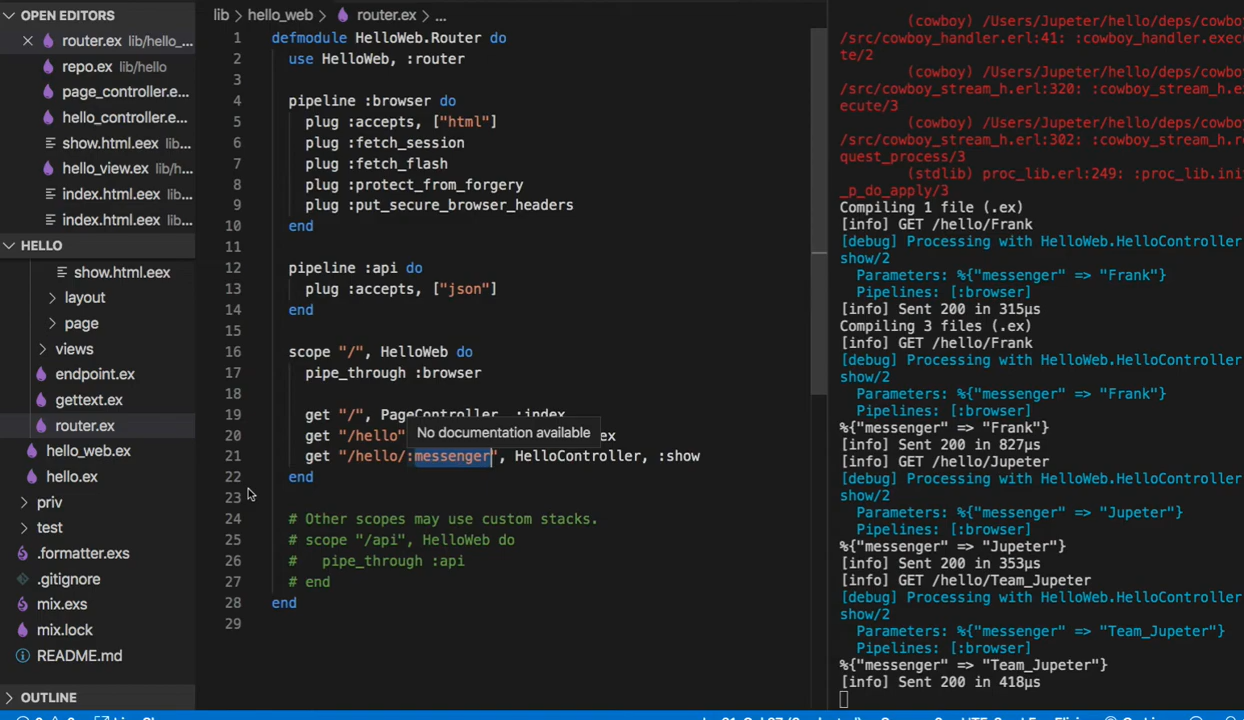 OPEN EDITORS
router.ex lib/hello_...
repo.ex lib/hello
page_controller.e...
hello_controller.e...
show.html.eex lib...
hello_view.ex lib/h...
index.html.eex lib...
index.html.eex lib...
HELLO
show.html.eex
layout
page
views
endpoint.ex
gettext.ex
router.ex
hello_web.ex
hello.ex
priv
test
.formatter.exs
.gitignore
mix.exs
mix.lock
README.md
OUTLINE
lib > hello_web > router.ex > ...
1 defmodule HelloWeb.Router do
2 use HelloWeb, :router
3
4 pipeline :browser do
5 plug :accepts, ["html"]
6 plug :fetch_session
7 plug :fetch_flash
8 plug :protect_from_forgery
9 plug :put_secure_browser_headers
10 end
11
12 pipeline :api do
13 plug :accepts, ["json"]
14 end
15
16 scope "/", HelloWeb do
17 pipe_through :browser
18
19 get "/", PageController, :index
No documentation available
20 get "/hello" ex
21 get "/hello/:messenger", HelloController, :show
22 end
23
24 # Other scopes may use custom stacks.
25 # scope "/api", HelloWeb do
26 # pipe_through :api
27 # end
28 end
29
(cowboy) /Users/Jupeter/hello/deps/cowboy
/src/cowboy_handler.erl:41: :cowboy_handler.execu
te/2
(cowboy) /Users/Jupeter/hello/deps/cowboy
/src/cowboy_stream_h.erl:320: :cowboy_stream_h.ex
ecute/3
(cowboy) /Users/Jupeter/hello/deps/cowboy
/src/cowboy_stream_h.erl:302: :cowboy_stream_h.re
quest_process/3
(stdlib) proc_lib.erl:249: :proc_lib.init
_p_do_apply/3
Compiling 1 file (.ex)
[info] GET /hello/Frank
[debug] Processing with HelloWeb.HelloController
show/2
Parameters: %{"messenger" => "Frank"}
Pipelines: [:browser]
[info] Sent 200 in 315µs
Compiling 3 files (.ex)
[info] GET /hello/Frank
[debug] Processing with HelloWeb.HelloController
show/2
Parameters: %{"messenger" => "Frank"}
Pipelines: [:browser]
%{"messenger" => "Frank"}
[info] Sent 200 in 827µs
[info] GET /hello/Jupeter
[debug] Processing with HelloWeb.HelloController
show/2
Parameters: %{"messenger" => "Jupeter"}
Pipelines: [:browser]
%{"messenger" => "Jupeter"}
[info] Sent 200 in 353µs
[info] GET /hello/Team_Jupeter
[debug] Processing with HelloWeb.HelloController
show/2
Parameters: %{"messenger" => "Team_Jupeter"}
Pipelines: [:browser]
%{"messenger" => "Team_Jupeter"}
[info] Sent 200 in 418µs